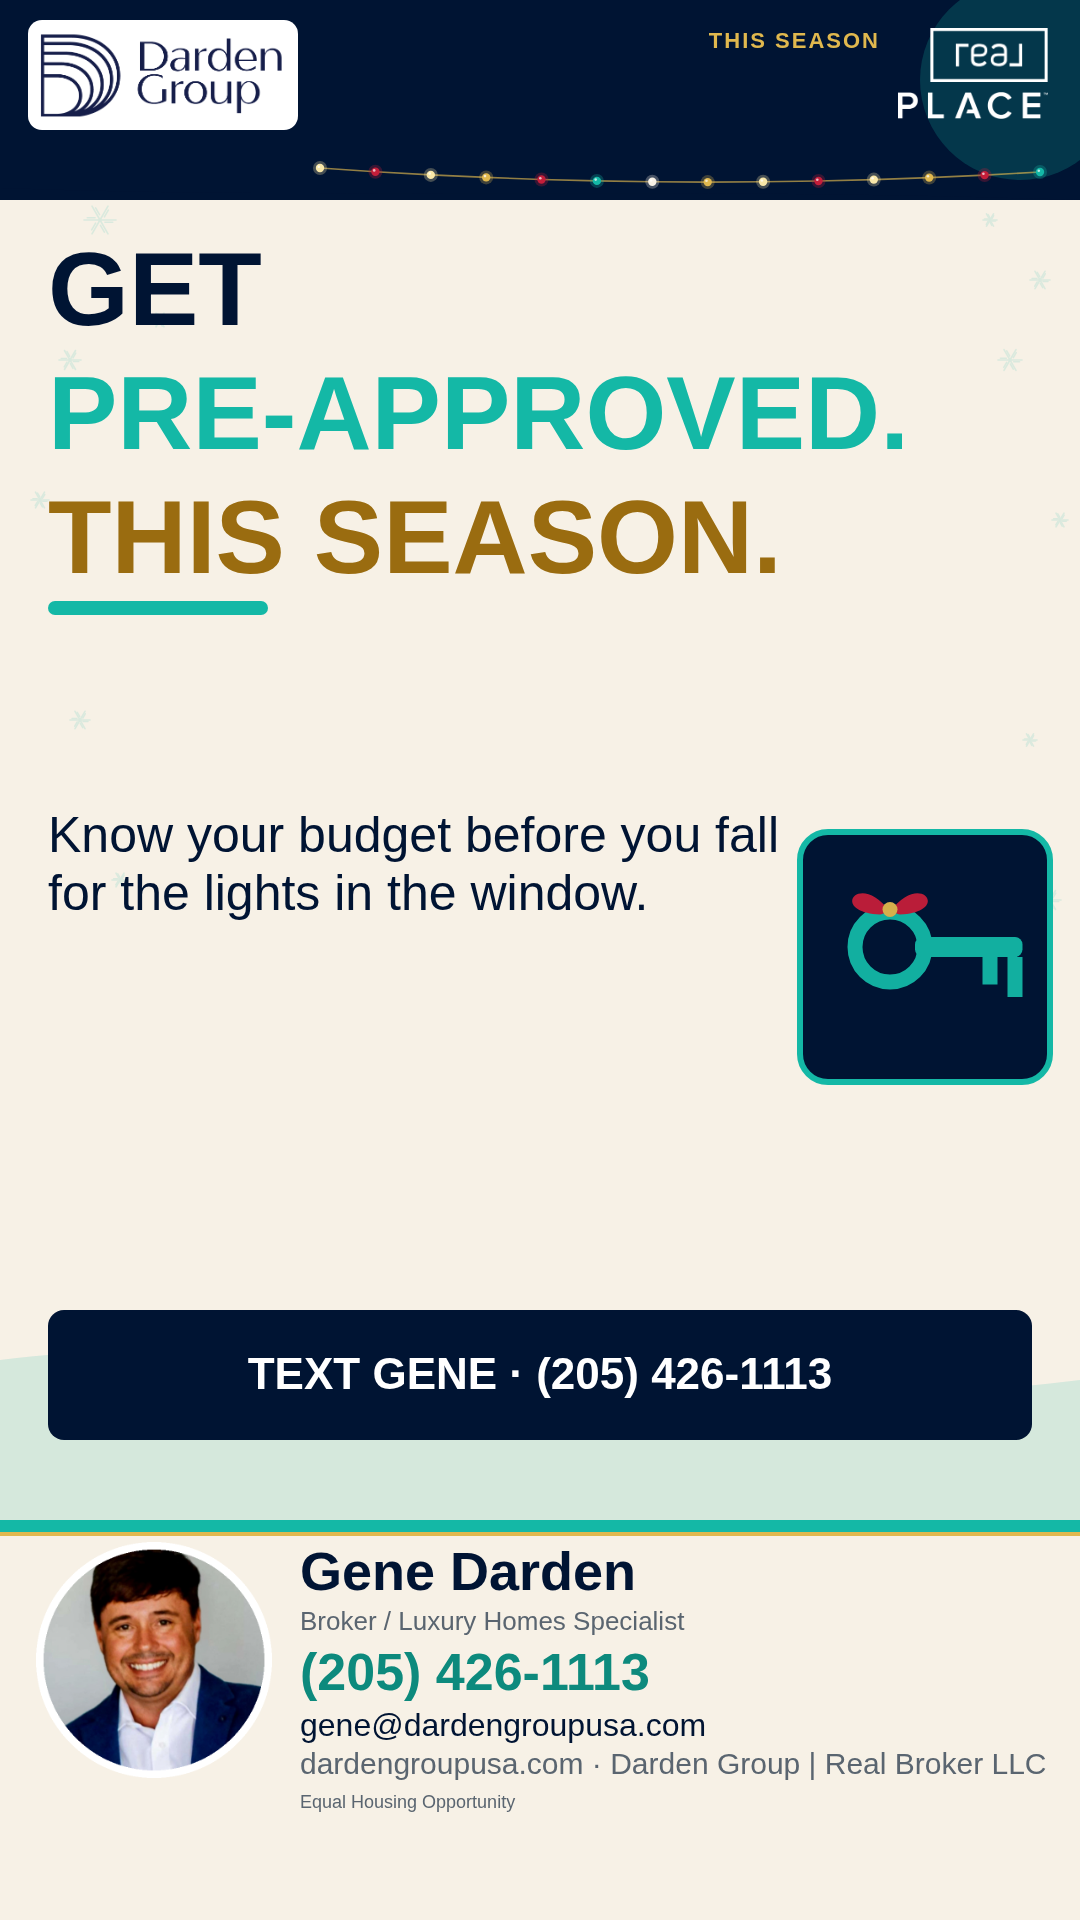 Darden
Group
THIS SEASON
real
PLACE™
GET
PRE-APPROVED.
THIS SEASON.
Know your budget before you fall
for the lights in the window.
TEXT GENE · (205) 426-1113
Gene Darden
Broker / Luxury Homes Specialist
(205) 426-1113
gene@dardengroupusa.com
dardengroupusa.com · Darden Group | Real Broker LLC
Equal Housing Opportunity